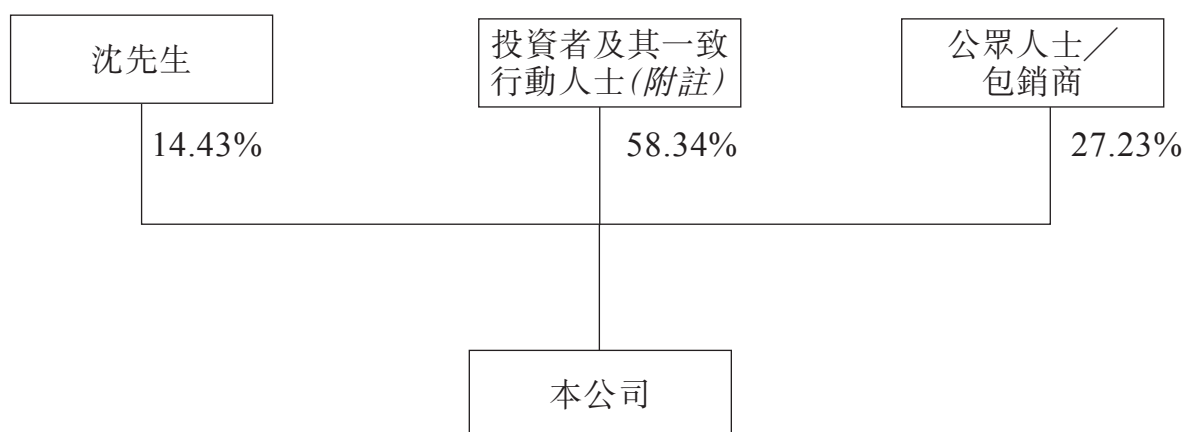 沈先生
投資者及其一致
行動人士(附註)
公眾人士／
包銷商
14.43%
58.34%
27.23%
本公司